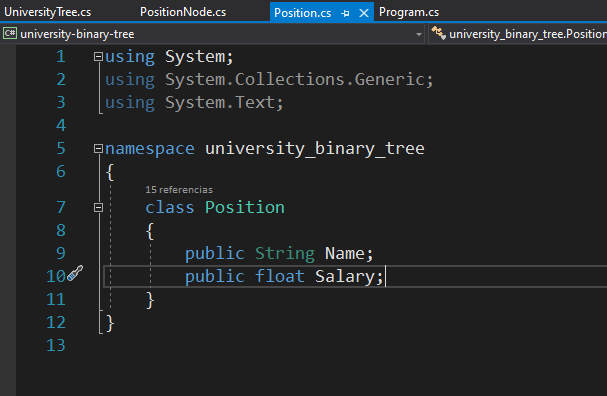 UniversityTree.cs PositionNode.cs Position.cs Program.cs
C# university-binary-tree university_binary_tree.Position
1 using System;
2 using System.Collections.Generic;
3 using System.Text;
4
5 namespace university_binary_tree
6 {
15 referencias
7 class Position
8 {
9 public String Name;
10 public float Salary;
11 }
12 }
13